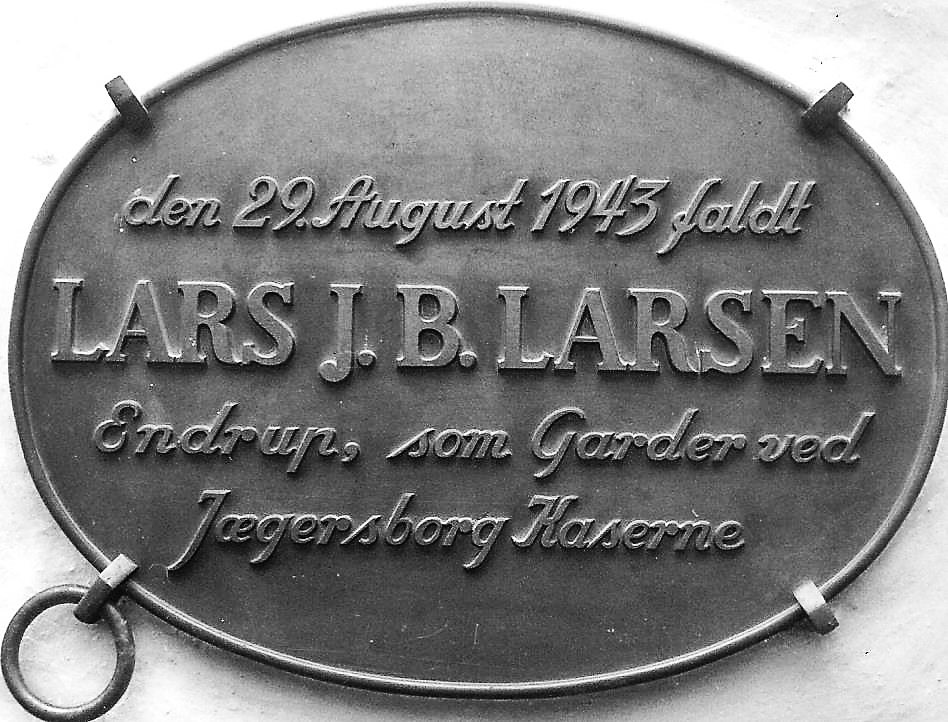 den 29. August 1943 faldt
LARS J. B. LARSEN
Endrup, som Garder ved
Jægersborg Kaserne